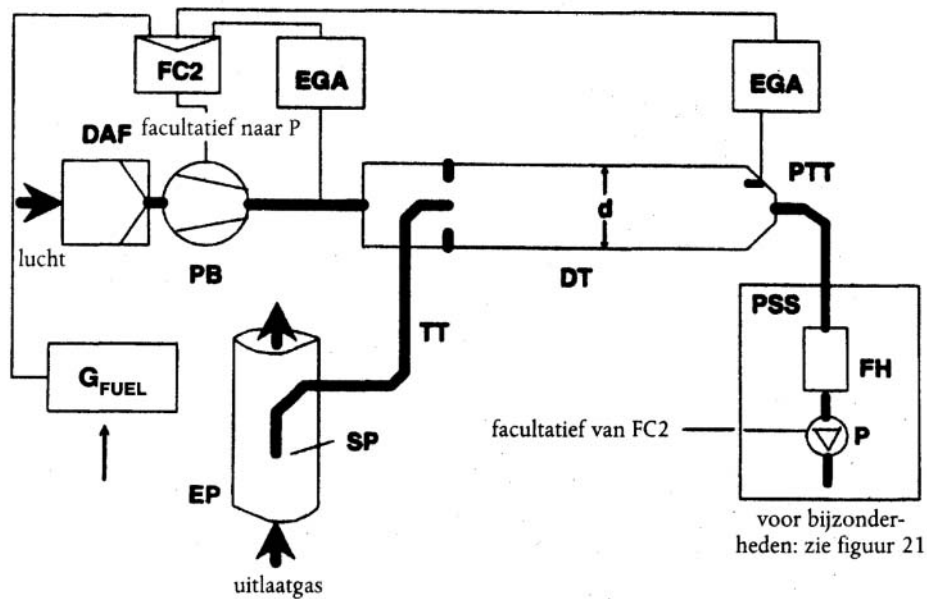 FC2
EGA
EGA
facultatief naar P
DAF
PTT
lucht
PB
d
DT
PSS
TT
FH
G FUEL
SP
facultatief van FC2
P
EP
voor bijzonder-
heden: zie figuur 21
uitlaatgas